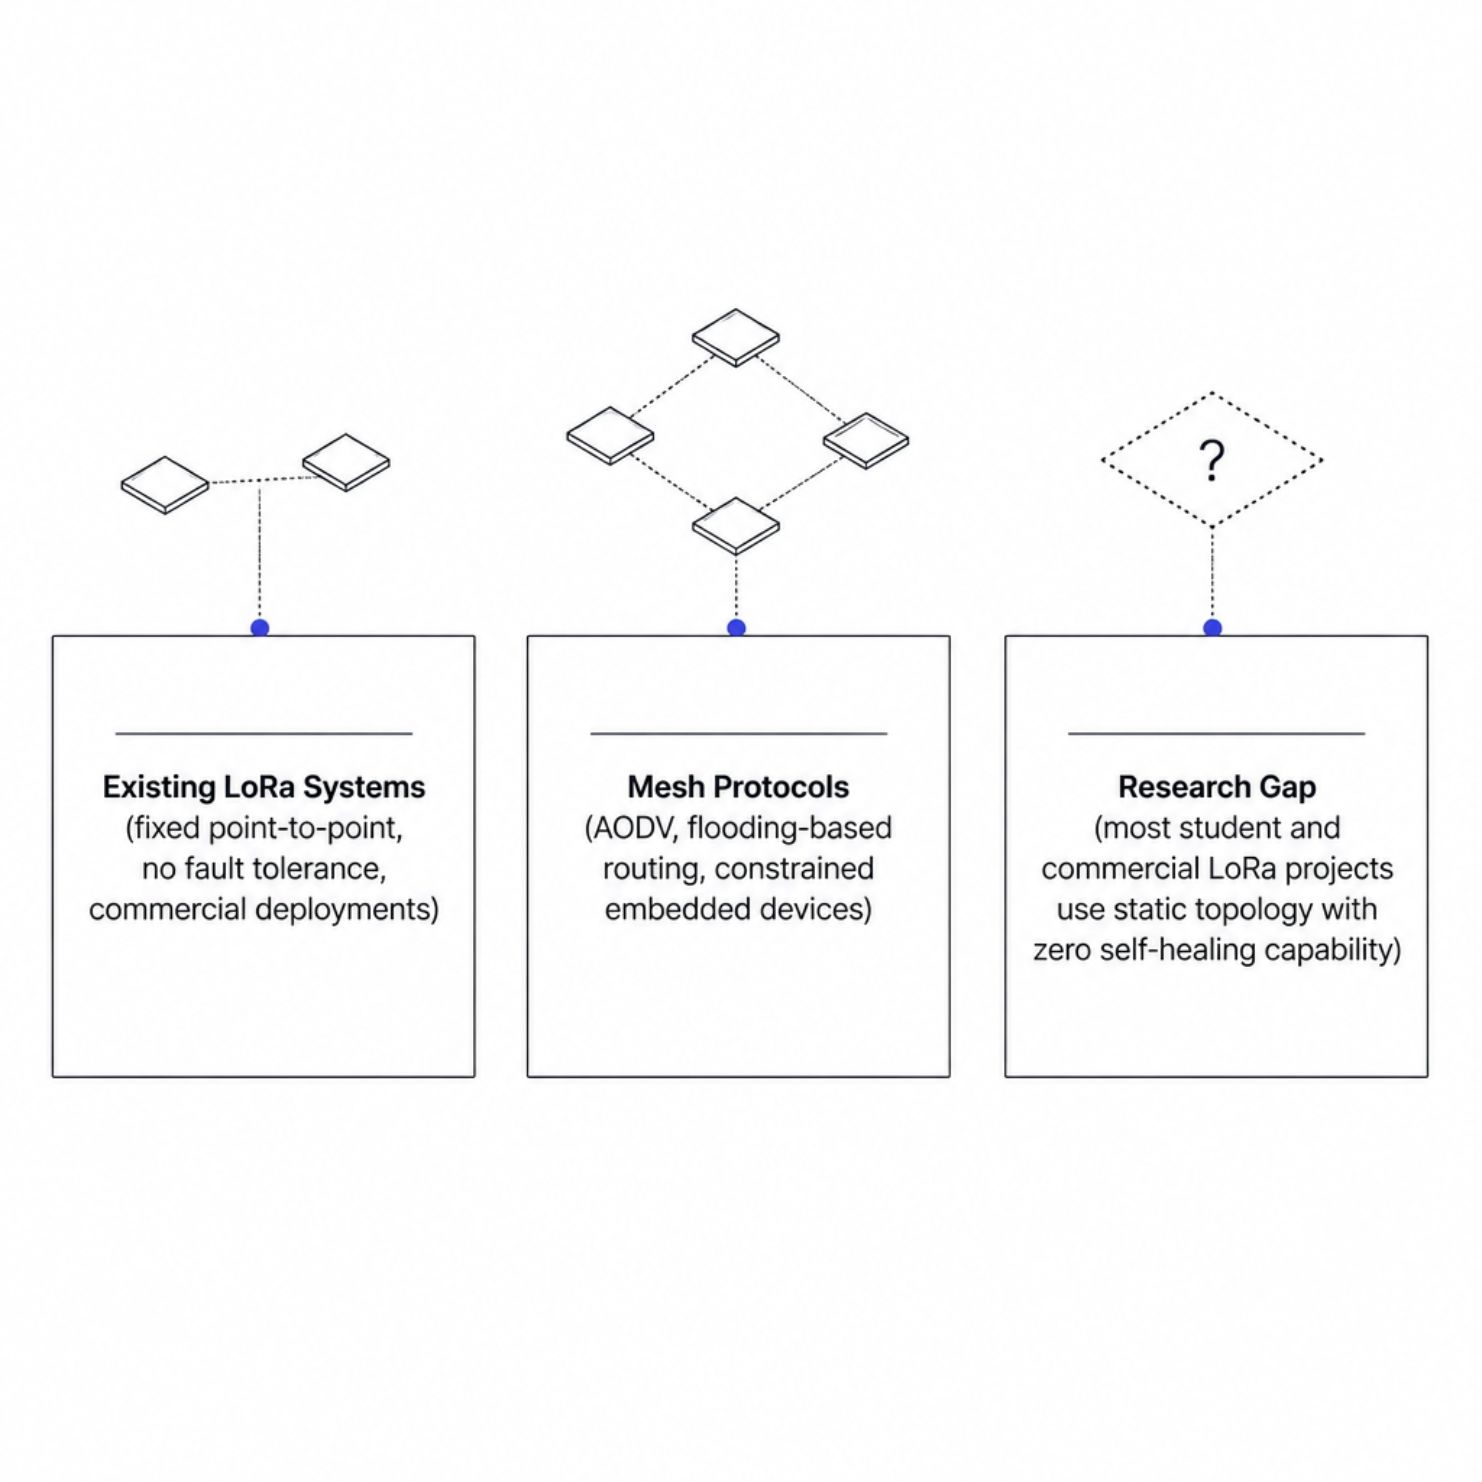 ?
Existing LoRa Systems
(fixed point-to-point,
no fault tolerance,
commercial deployments)
Mesh Protocols
(AODV, flooding-based
routing, constrained
embedded devices)
Research Gap
(most student and
commercial LoRa projects
use static topology with
zero self-healing capability)